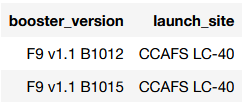 booster_version launch_site
F9 v1.1 B1012 CCAFS LC-40
F9 v1.1 B1015 CCAFS LC-40